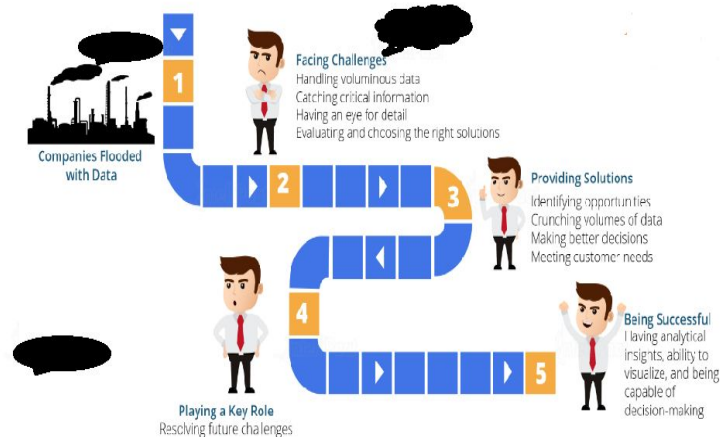 1
Companies Flooded
with Data
Facing Challenges
Handling voluminous data
Catching critical information
Having an eye for detail
Evaluating and choosing the right solutions
2
3
Providing Solutions
Identifying opportunities
Crunching volumes of data
Making better decisions
Meeting customer needs
4
Playing a Key Role
Resolving future challenges
5
Being Successful
Having analytical
insights, ability to
visualize, and being
capable of
decision-making